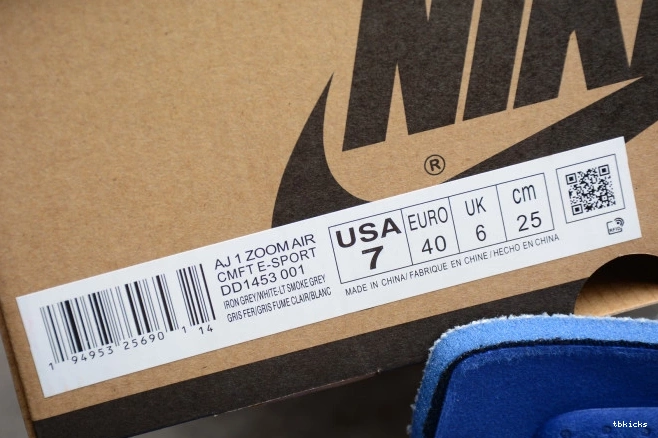 NIKE
®
AJ 1 ZOOM AIR
CMFT E-SPORT
DD1453 001
IRON GREY/WHITE-LT SMOKE GREY
GRIS FER/GRIS FUME CLAIR/BLANC
1 94953 25690 1 14
USA
7
EURO
40
UK
6
cm
25
MADE IN CHINA/ FABRIQUE EN CHINE / HECHO EN CHINA
tbkicks